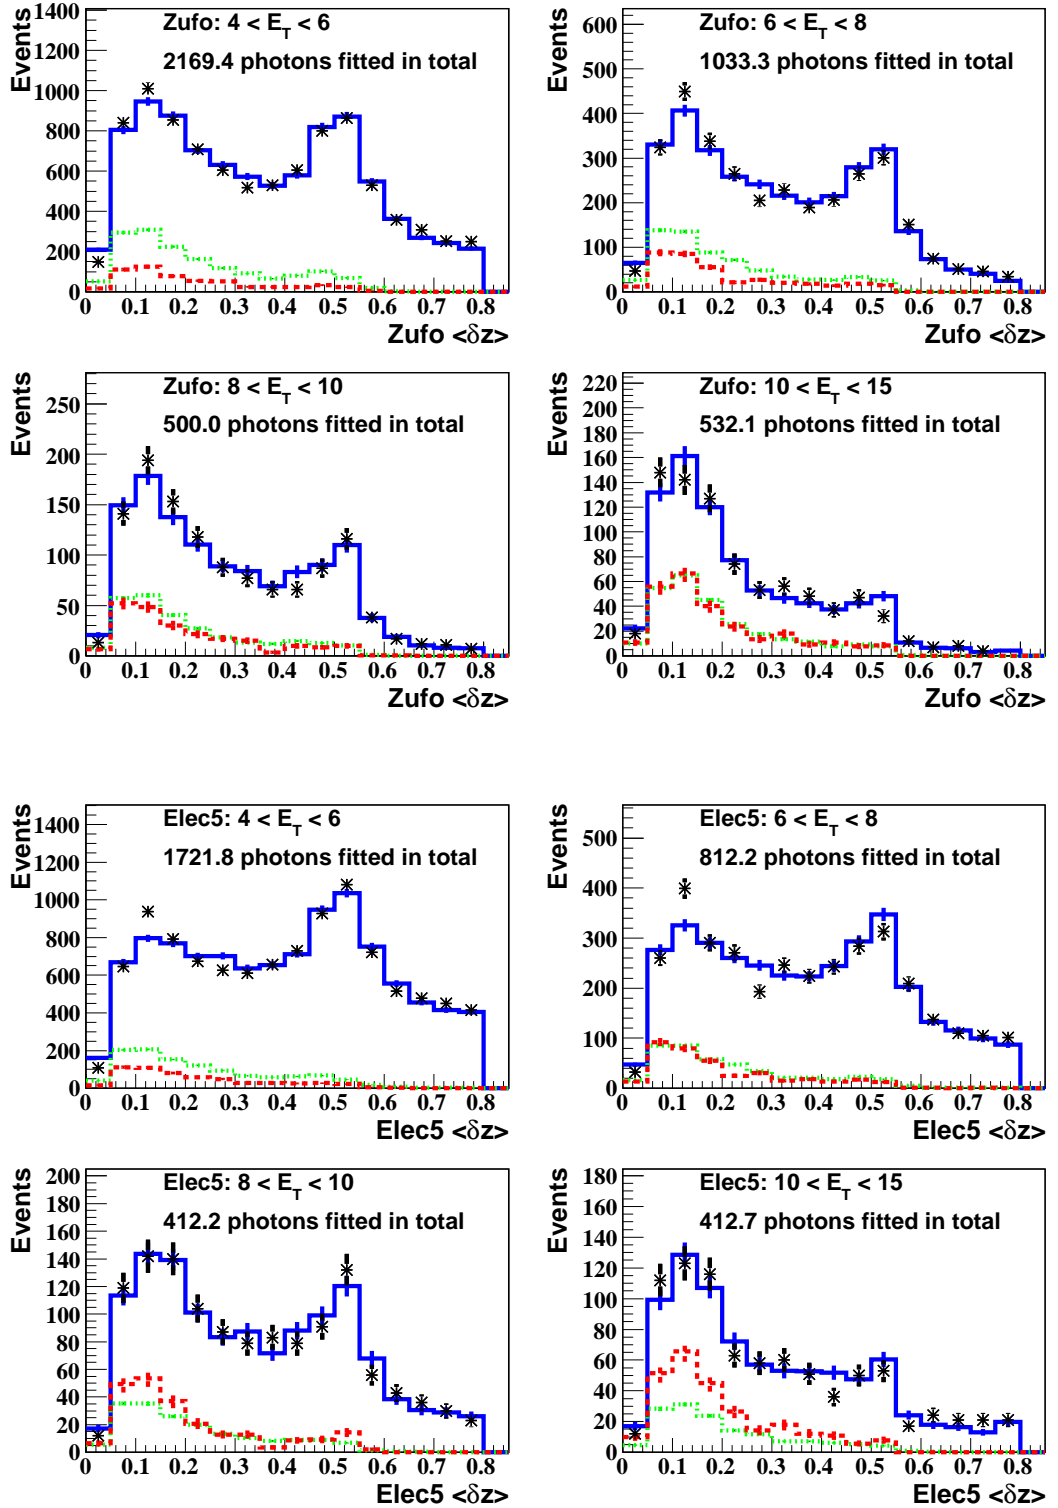 Zufo: 4 < E_T < 6
2169.4 photons fitted in total
Events
1400
1200
1000
800
600
400
200
0
0 0.1 0.2 0.3 0.4 0.5 0.6 0.7 0.8
Zufo <δz>
Zufo: 6 < E_T < 8
1033.3 photons fitted in total
Events
600
500
400
300
200
100
0
0 0.1 0.2 0.3 0.4 0.5 0.6 0.7 0.8
Zufo <δz>
Zufo: 8 < E_T < 10
500.0 photons fitted in total
Events
250
200
150
100
50
0
0 0.1 0.2 0.3 0.4 0.5 0.6 0.7 0.8
Zufo <δz>
Zufo: 10 < E_T < 15
532.1 photons fitted in total
Events
220
200
180
160
140
120
100
80
60
40
20
0
0 0.1 0.2 0.3 0.4 0.5 0.6 0.7 0.8
Zufo <δz>
Elec5: 4 < E_T < 6
1721.8 photons fitted in total
Events
1400
1200
1000
800
600
400
200
0
0 0.1 0.2 0.3 0.4 0.5 0.6 0.7 0.8
Elec5 <δz>
Elec5: 6 < E_T < 8
812.2 photons fitted in total
Events
500
400
300
200
100
0
0 0.1 0.2 0.3 0.4 0.5 0.6 0.7 0.8
Elec5 <δz>
Elec5: 8 < E_T < 10
412.2 photons fitted in total
Events
200
180
160
140
120
100
80
60
40
20
0
0 0.1 0.2 0.3 0.4 0.5 0.6 0.7 0.8
Elec5 <δz>
Elec5: 10 < E_T < 15
412.7 photons fitted in total
Events
180
160
140
120
100
80
60
40
20
0
0 0.1 0.2 0.3 0.4 0.5 0.6 0.7 0.8
Elec5 <δz>